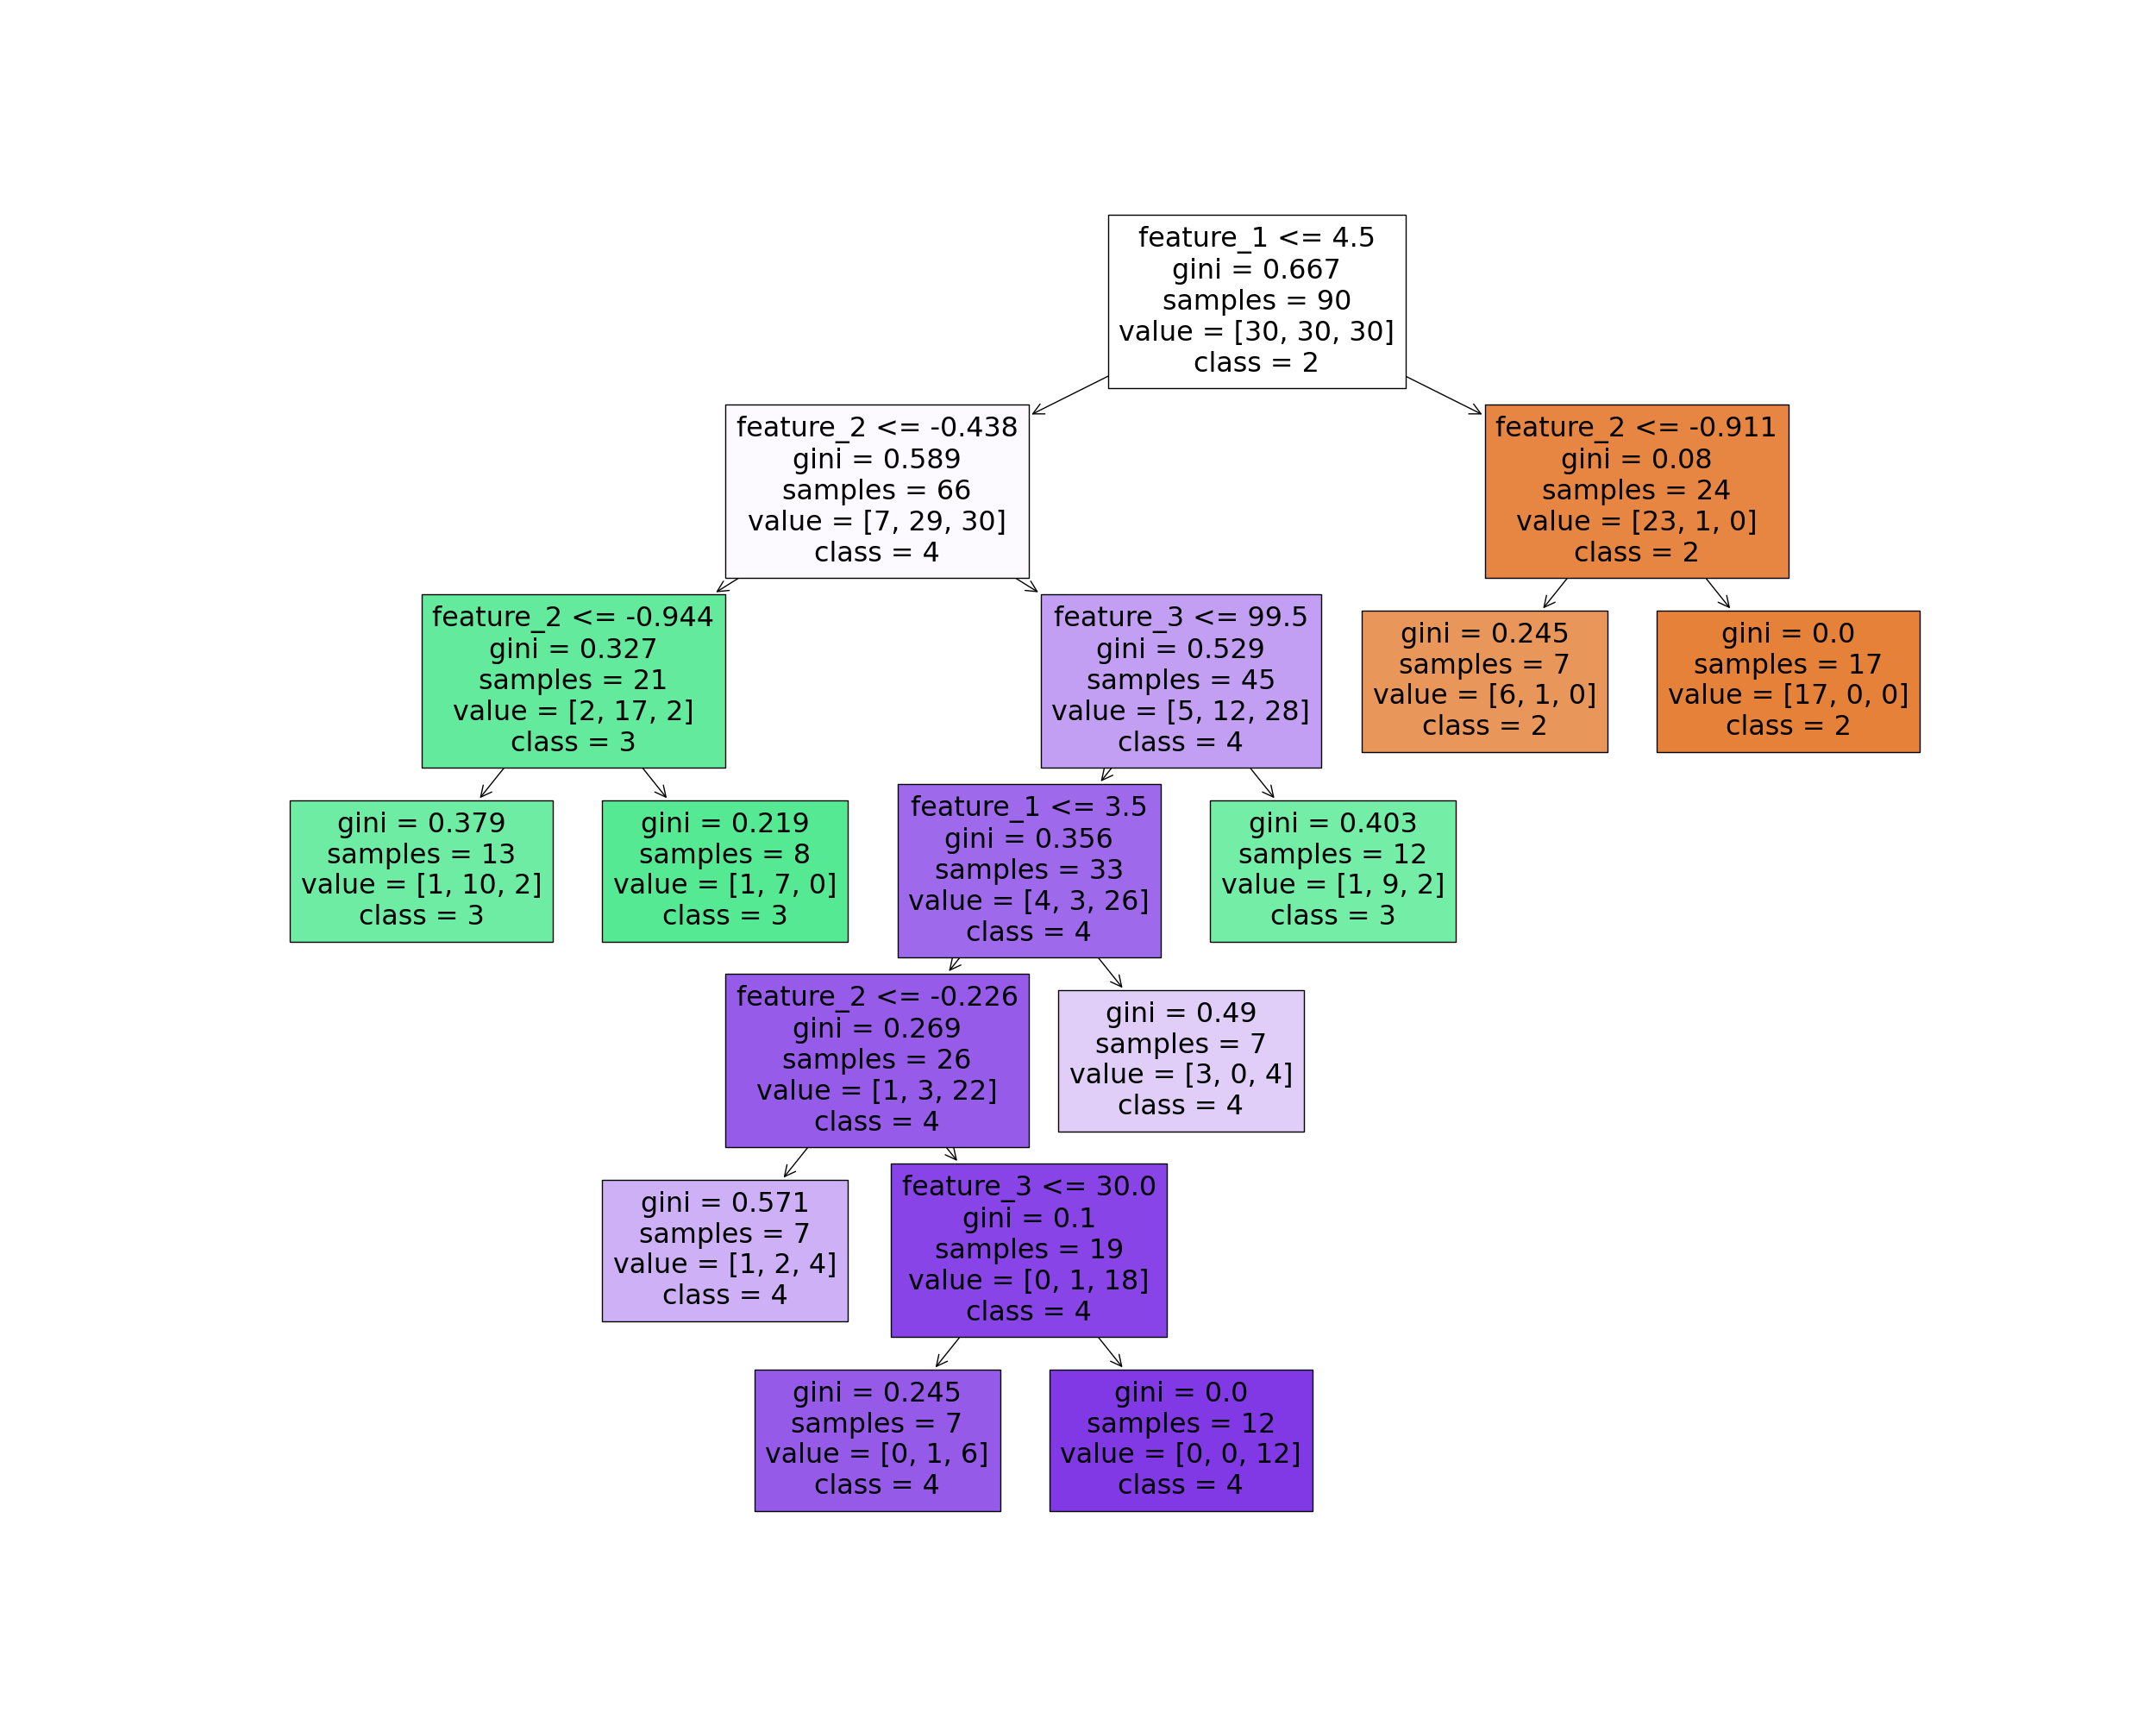 feature_1 <= 4.5
gini = 0.667
samples = 90
value = [30, 30, 30]
class = 2
feature_2 <= -0.438
gini = 0.589
samples = 66
value = [7, 29, 30]
class = 4
feature_2 <= -0.911
gini = 0.08
samples = 24
value = [23, 1, 0]
class = 2
feature_2 <= -0.944
gini = 0.327
samples = 21
value = [2, 17, 2]
class = 3
feature_3 <= 99.5
gini = 0.529
samples = 45
value = [5, 12, 28]
class = 4
gini = 0.245
samples = 7
value = [6, 1, 0]
class = 2
gini = 0.0
samples = 17
value = [17, 0, 0]
class = 2
gini = 0.379
samples = 13
value = [1, 10, 2]
class = 3
gini = 0.219
samples = 8
value = [1, 7, 0]
class = 3
feature_1 <= 3.5
gini = 0.356
samples = 33
value = [4, 3, 26]
class = 4
gini = 0.403
samples = 12
value = [1, 9, 2]
class = 3
feature_2 <= -0.226
gini = 0.269
samples = 26
value = [1, 3, 22]
class = 4
gini = 0.49
samples = 7
value = [3, 0, 4]
class = 4
gini = 0.571
samples = 7
value = [1, 2, 4]
class = 4
feature_3 <= 30.0
gini = 0.1
samples = 19
value = [0, 1, 18]
class = 4
gini = 0.245
samples = 7
value = [0, 1, 6]
class = 4
gini = 0.0
samples = 12
value = [0, 0, 12]
class = 4